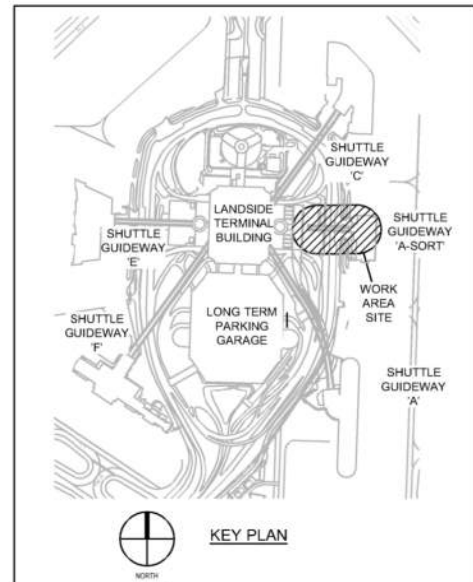 SHUTTLE
GUIDEWAY
'C'
LANDSIDE
TERMINAL
BUILDING
SHUTTLE
GUIDEWAY
'A-SORT'
SHUTTLE
GUIDEWAY
'E'
WORK
AREA
SITE
SHUTTLE
GUIDEWAY
'F'
LONG TERM
PARKING
GARAGE
SHUTTLE
GUIDEWAY
'A'
KEY PLAN
NORTH